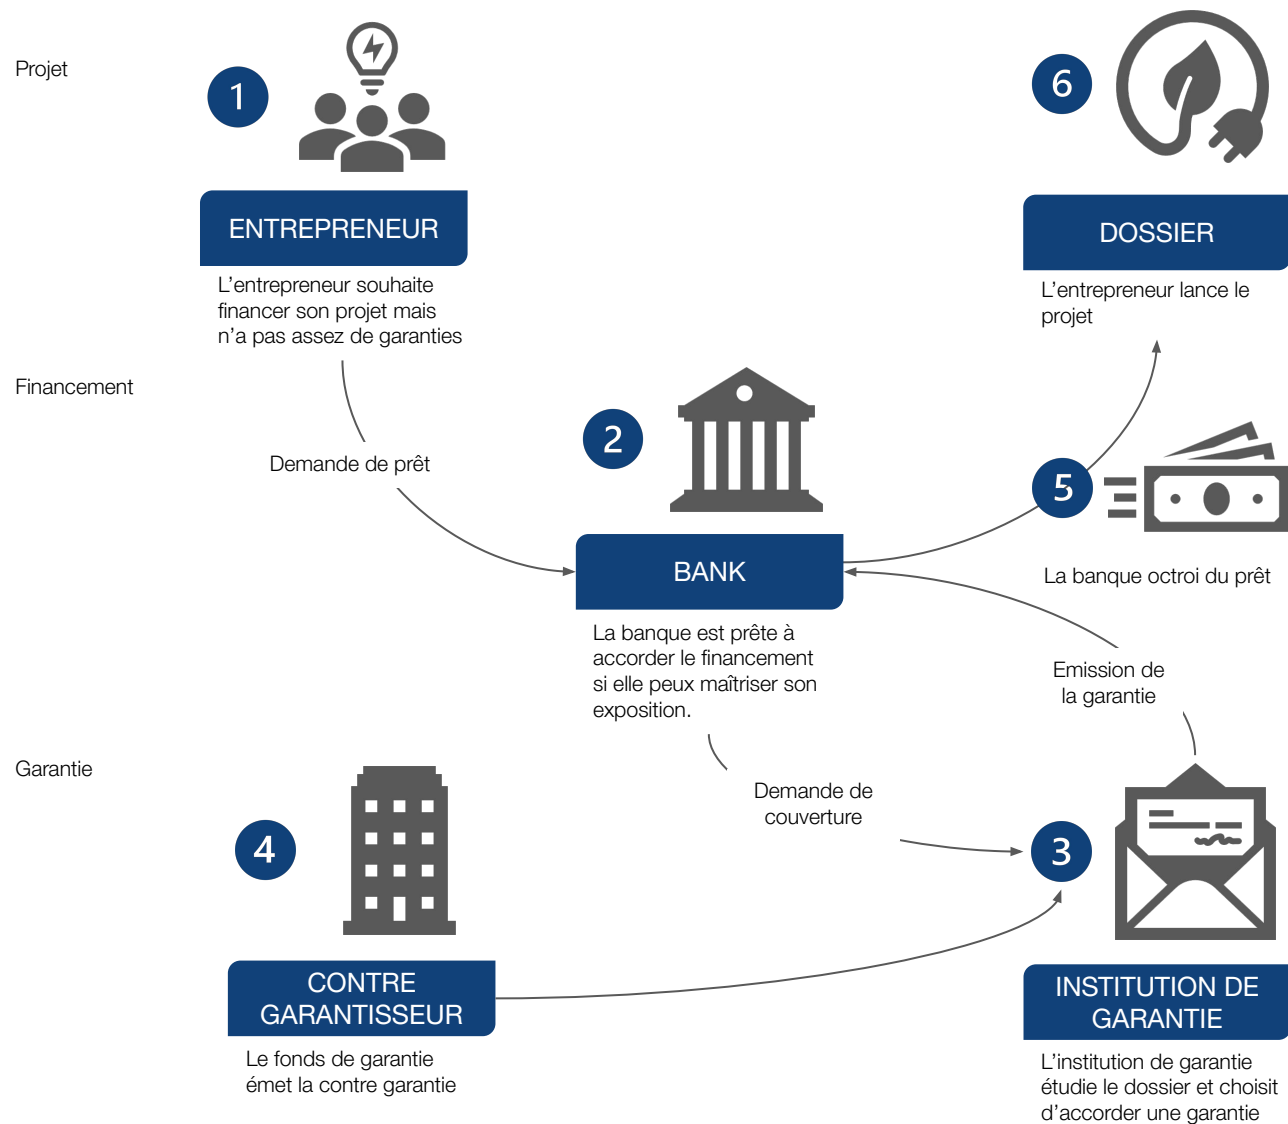 Projet
1
ENTREPRENEUR
L’entrepreneur souhaite
financer son projet mais
n’a pas assez de garanties
6
DOSSIER
L’entrepreneur lance le
projet
Financement
Demande de prêt
2
BANK
La banque est prête à
accorder le financement
si elle peux maîtriser son
exposition.
5
La banque octroi du prêt
Emission de
la garantie
Garantie
Demande de
couverture
4
CONTRE
GARANTISSEUR
Le fonds de garantie
émet la contre garantie
3
INSTITUTION DE
GARANTIE
L’institution de garantie
étudie le dossier et choisit
d’accorder une garantie